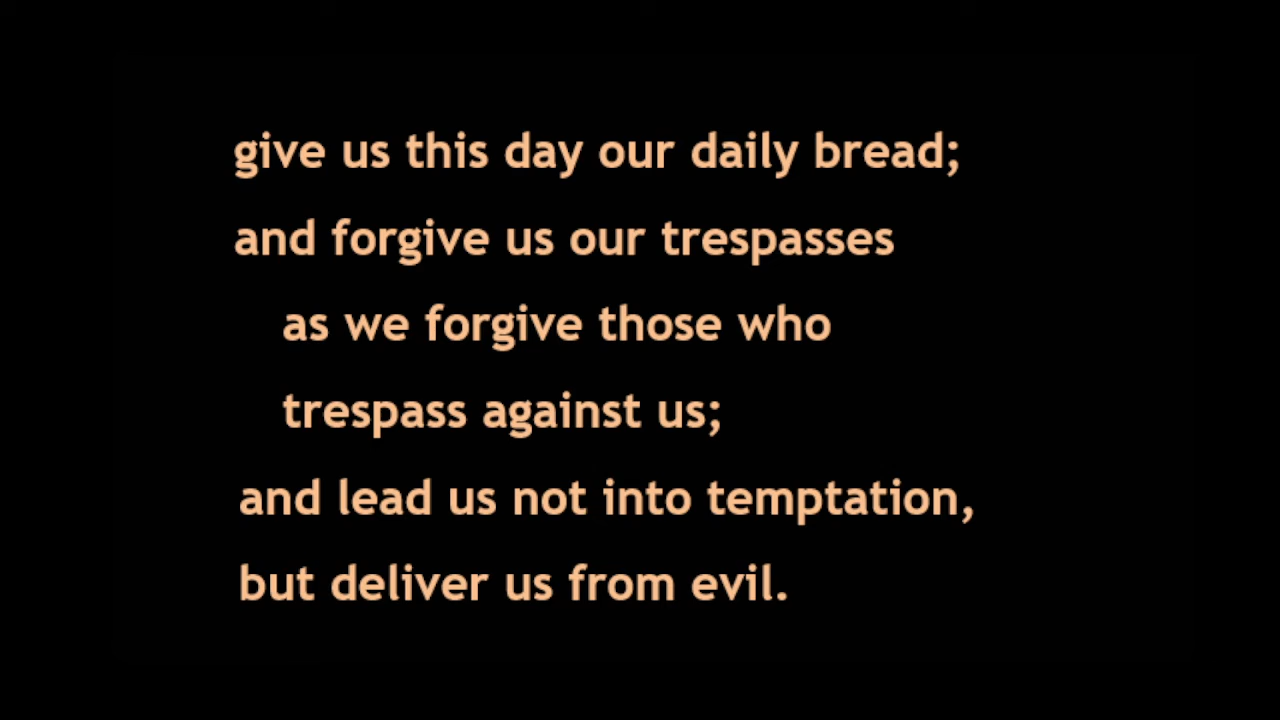 give us this day our daily bread;
and forgive us our trespasses
as we forgive those who
trespass against us;
and lead us not into temptation,
but deliver us from evil.